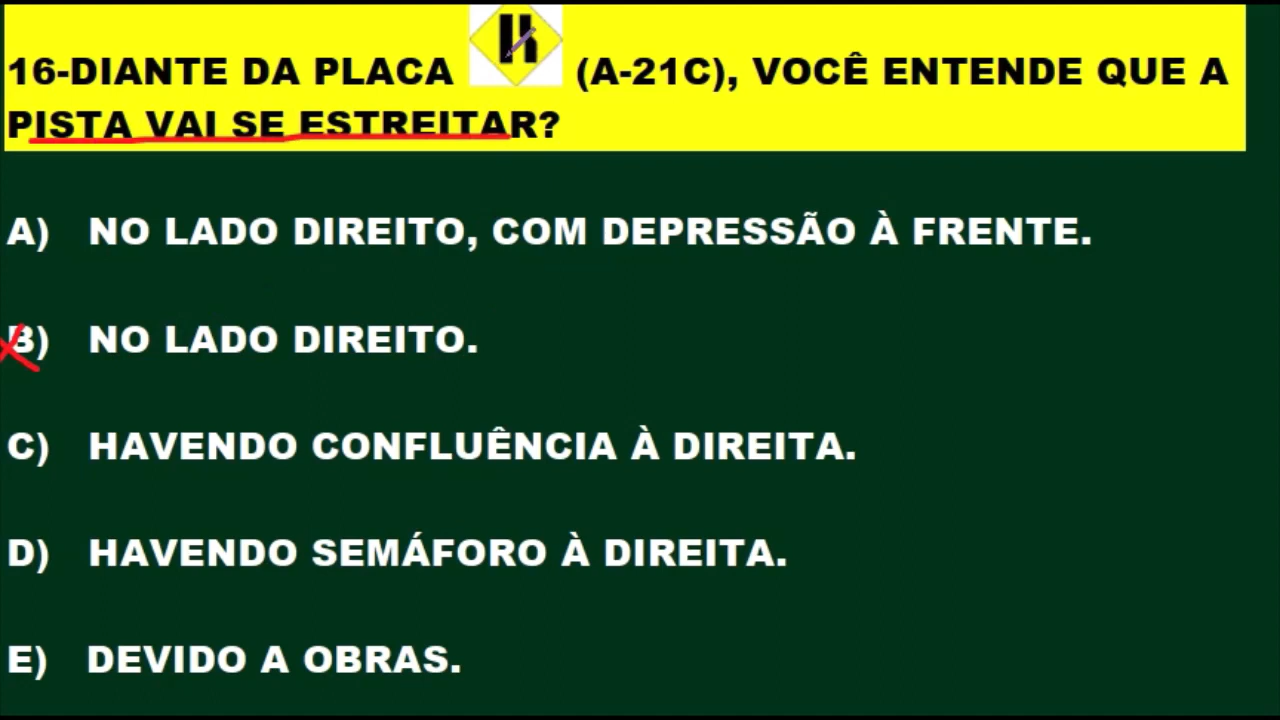 16-DIANTE DA PLACA (A-21C), VOCÊ ENTENDE QUE A
PISTA VAI SE ESTREITAR?
A) NO LADO DIREITO, COM DEPRESSÃO À FRENTE.
B) NO LADO DIREITO.
C) HAVENDO CONFLUÊNCIA À DIREITA.
D) HAVENDO SEMÁFORO À DIREITA.
E) DEVIDO A OBRAS.